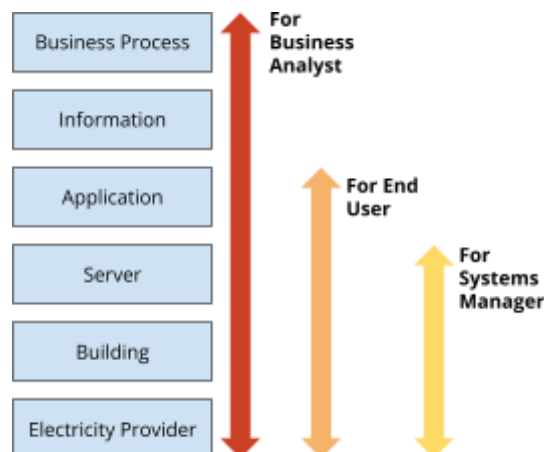 Business Process
Information
Application
Server
Building
Electricity Provider
For
Business
Analyst
For End
User
For
Systems
Manager